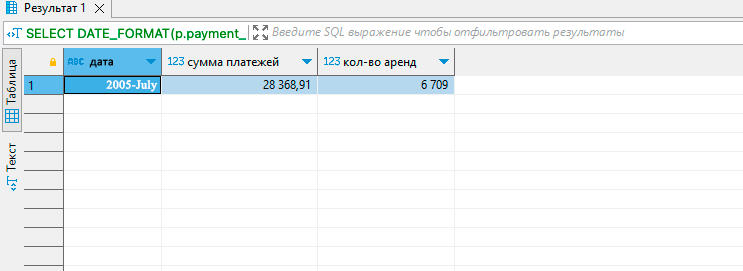 Результат 1
SELECT DATE_FORMAT(p.payment_ Введите SQL выражение чтобы отфильтровать результаты
ABC дата 123 сумма платежей 123 кол-во аренд
1 2005-July 28 368,91 6 709
Таблица
Текст